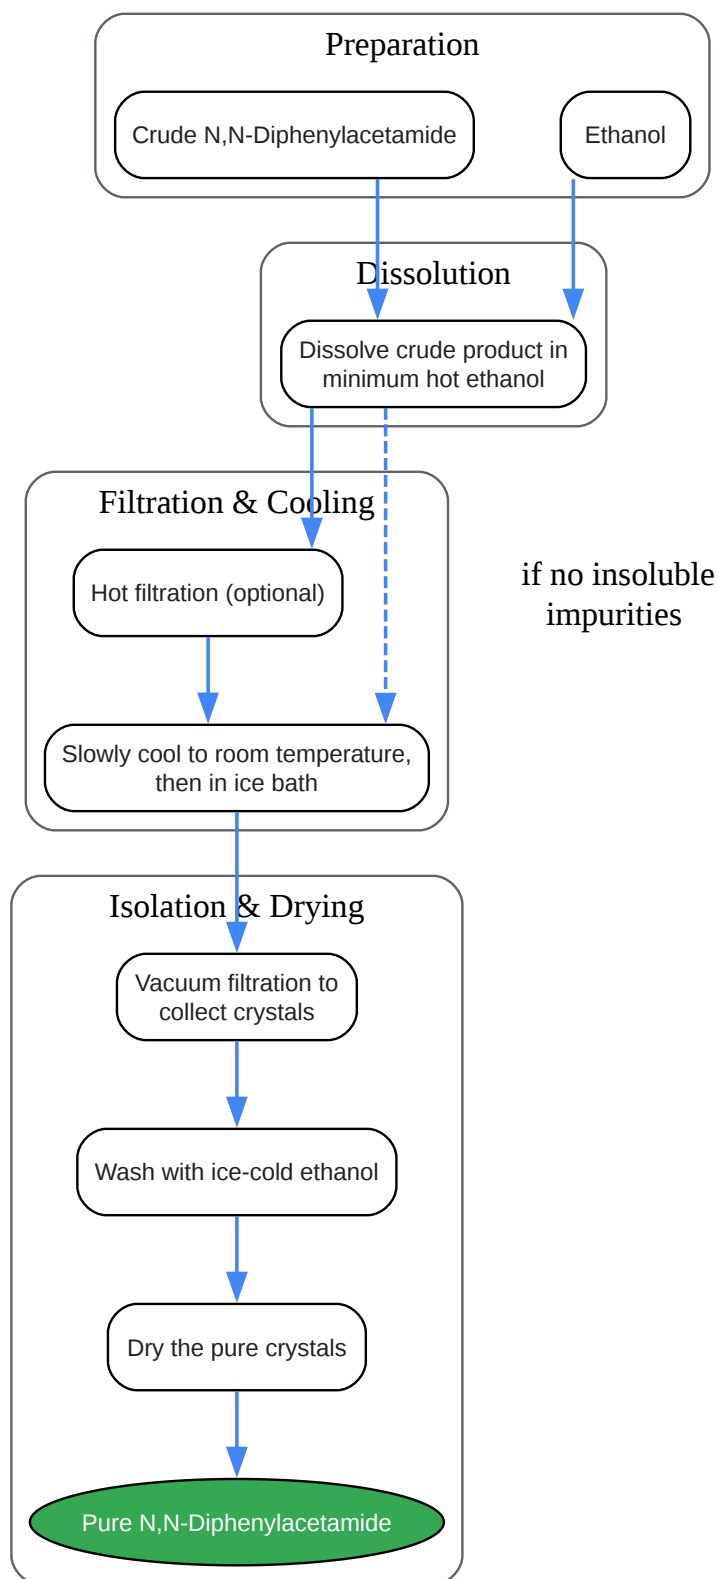 Preparation
Crude N,N-Diphenylacetamide
Ethanol
Dissolution
Dissolve crude product in
minimum hot ethanol
Filtration & Cooling
Hot filtration (optional)
if no insoluble
impurities
Slowly cool to room temperature,
then in ice bath
Isolation & Drying
Vacuum filtration to
collect crystals
Wash with ice-cold ethanol
Dry the pure crystals
Pure N,N-Diphenylacetamide